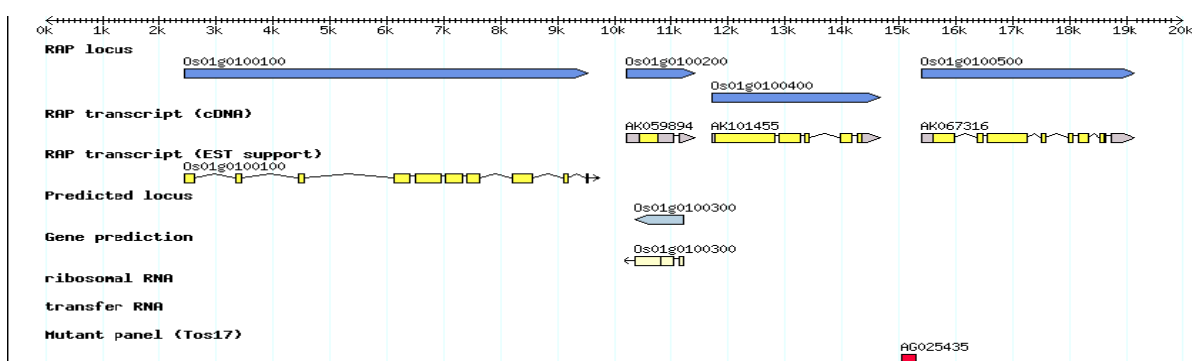 0k 1k 2k 3k 4k 5k 6k 7k 8k 9k 10k 11k 12k 13k 14k 15k 16k 17k 18k 19k 20k
RAP locus
Os01g0100100 Os01g0100200 Os01g0100500
Os01g0100400
RAP transcript (cDNA)
AK059894 AK101455 AK067316
RAP transcript (EST support)
Os01g0100100
Predicted locus
Os01g0100300
Gene prediction
Os01g0100300
ribosomal RNA
transfer RNA
Mutant panel (Tos17)
AG025435